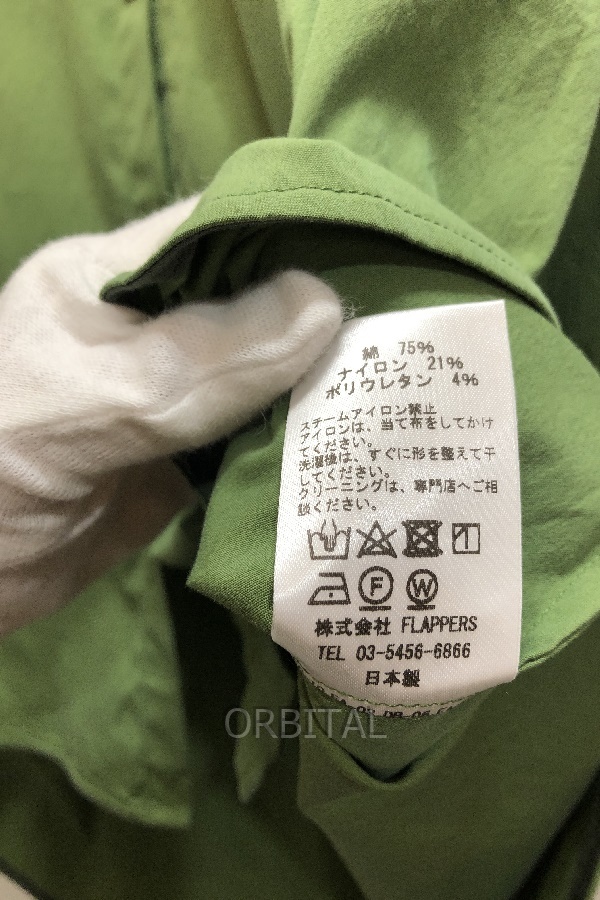 綿 75%
ナイロン 21%
ポリウレタン 4%
スチームアイロン禁止
アイロンは、当て布をしてかけ
てください。
洗濯後は、すぐに形を整えて干
してください。
クリーニングは、専門店へご相
談ください。
F W
株式会社 FLAPPERS
TEL 03-5456-6866
日本製
ORBITAL